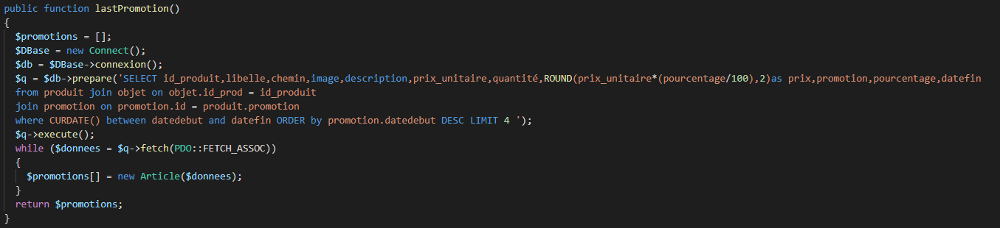 public function lastPromotion()
{
$promotions = [];
$DBase = new Connect();
$db = $DBase->connexion();
$q = $db->prepare('SELECT id_produit,libelle,chemin,image,description,prix_unitaire,quantité,ROUND(prix_unitaire*(pourcentage/100),2)as prix,promotion,pourcentage,datefin
from produit join objet on objet.id_prod = id_produit
join promotion on promotion.id = produit.promotion
where CURDATE() between datedebut and datefin ORDER by promotion.datedebut DESC LIMIT 4 ');
$q->execute();
while ($donnees = $q->fetch(PDO::FETCH_ASSOC))
{
$promotions[] = new Article($donnees);
}
return $promotions;
}